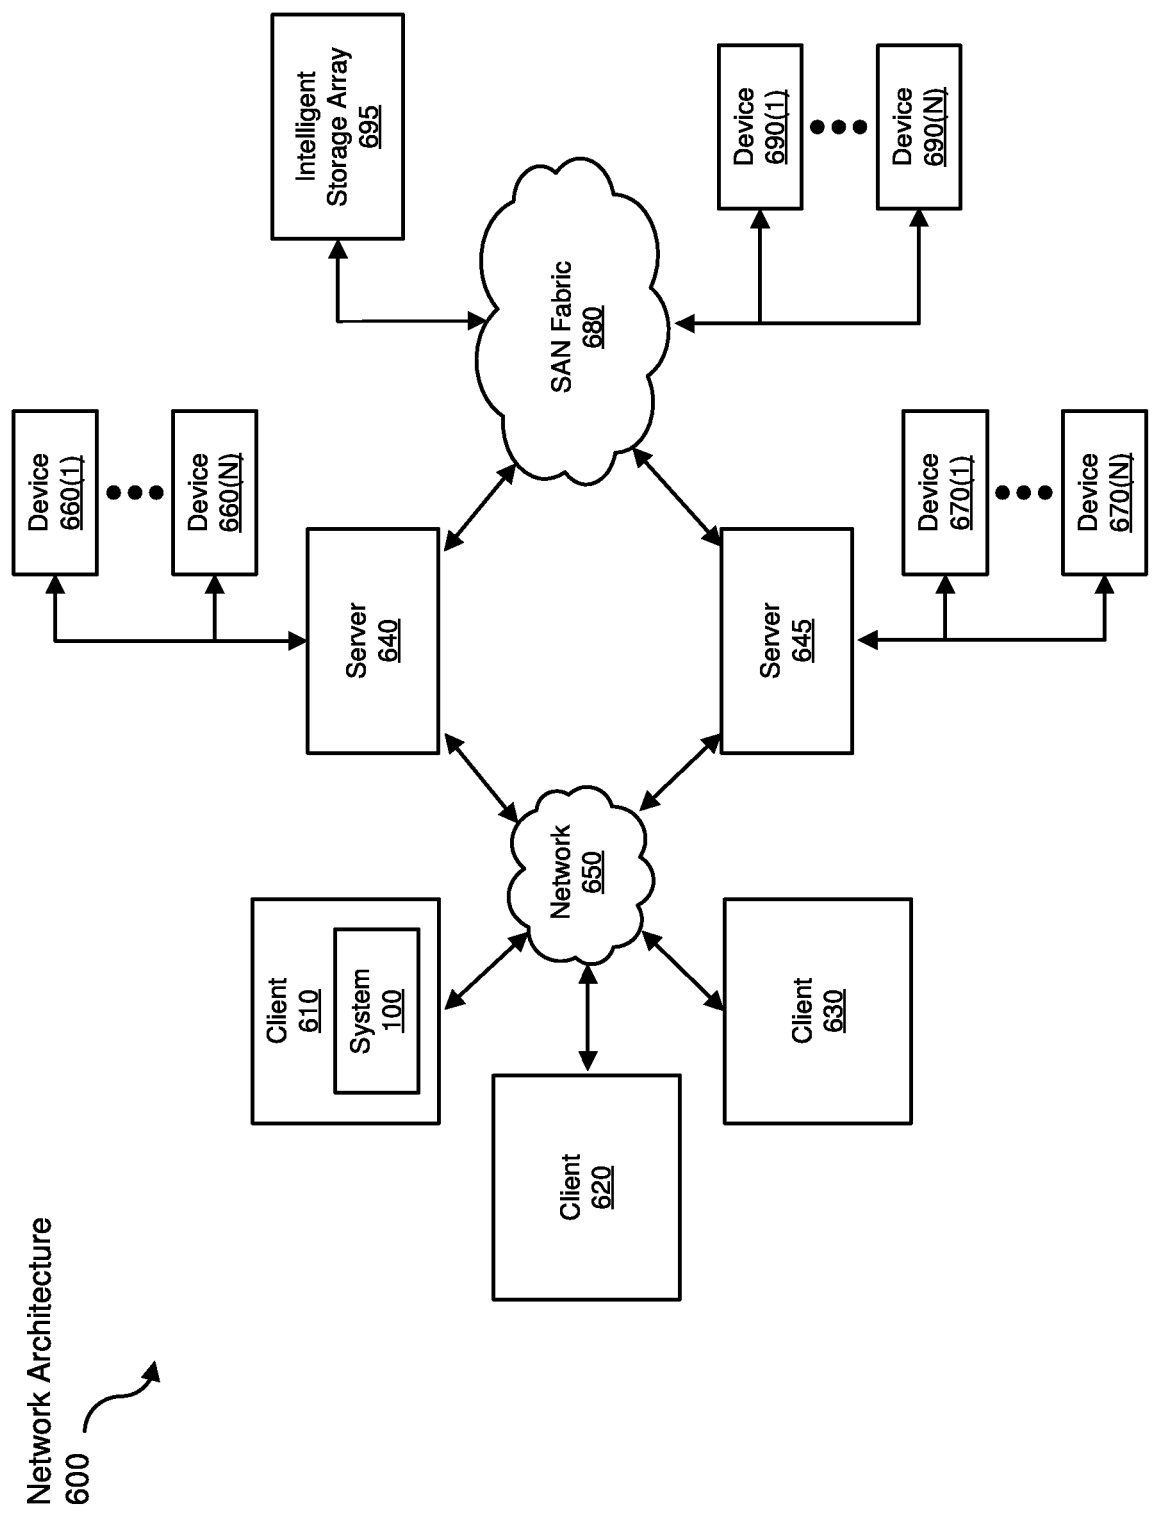 Network Architecture
600
Client
610
System
100
Client
620
Client
630
Network
650
Server
640
Server
645
Device
660(1)
Device
660(N)
Device
670(1)
Device
670(N)
SAN Fabric
680
Intelligent
Storage Array
695
Device
690(1)
Device
690(N)